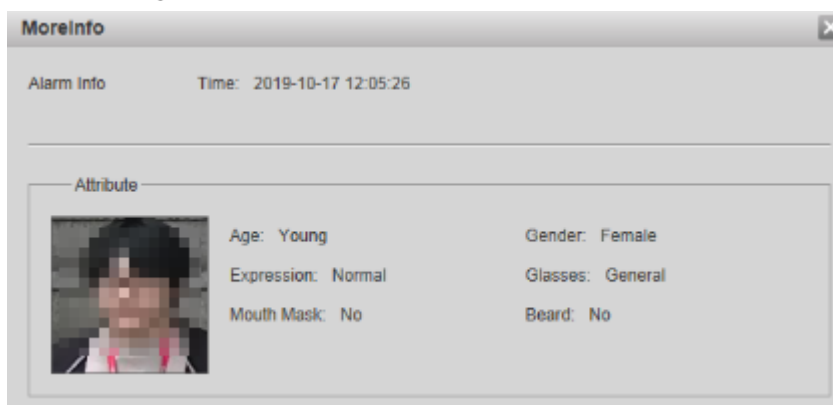 MoreInfo
Alarm Info Time: 2019-10-17 12:05:26
Attribute
Age: Young Gender: Female
Expression: Normal Glasses: General
Mouth Mask: No Beard: No